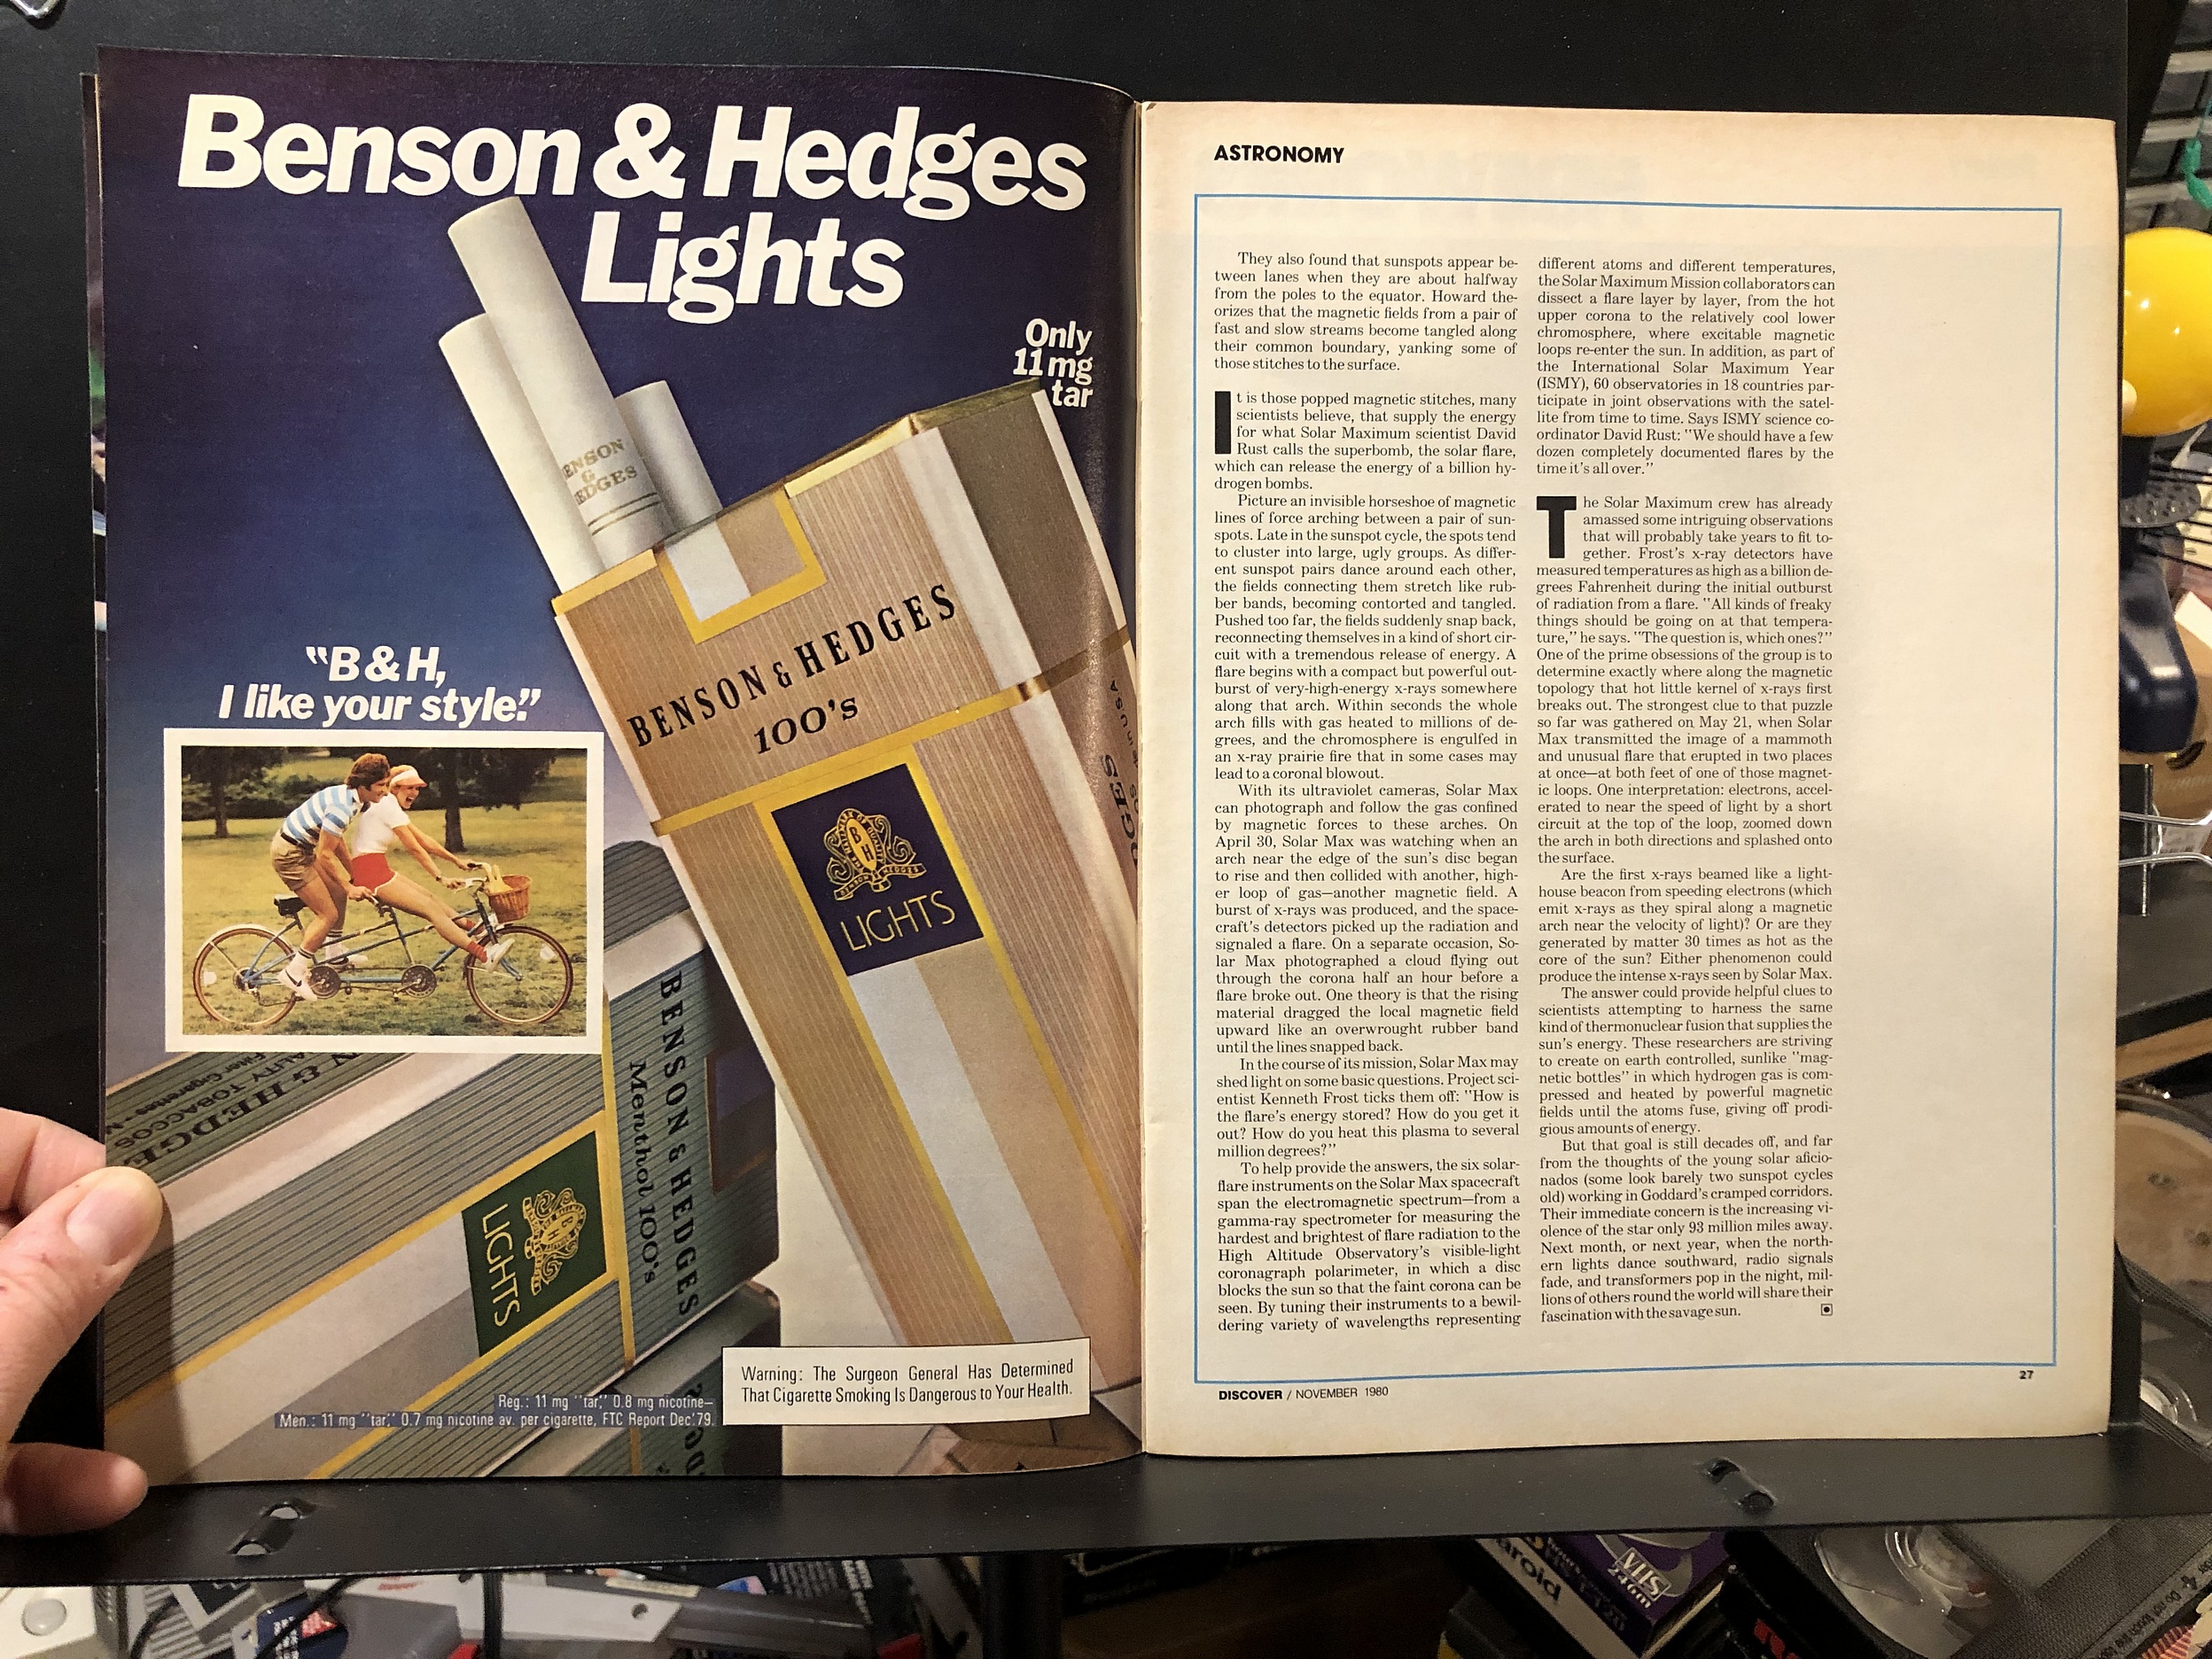 Benson & Hedges
Lights
Only
11 mg
tar
ENSON
&
EDGES
BENSON & HEDGES
100's
B H
BENSON & HEDGES
LIGHTS
"B & H,
I like your style."
BENSON & HEDGES
Menthol 100's
LIGHTS
Warning: The Surgeon General Has Determined
That Cigarette Smoking Is Dangerous to Your Health.
Reg.: 11 mg "tar," 0.8 mg nicotine—
Men.: 11 mg "tar," 0.7 mg nicotine av. per cigarette, FTC Report Dec.'79.
ASTRONOMY
They also found that sunspots appear be-
tween lanes when they are about halfway
from the poles to the equator. Howard the-
orizes that the magnetic fields from a pair of
fast and slow streams become tangled along
their common boundary, yanking some of
those stitches to the surface.
It is those popped magnetic stitches, many
scientists believe, that supply the energy
for what Solar Maximum scientist David
Rust calls the superbomb, the solar flare,
which can release the energy of a billion hy-
drogen bombs.
Picture an invisible horseshoe of magnetic
lines of force arching between a pair of sun-
spots. Late in the sunspot cycle, the spots tend
to cluster into large, ugly groups. As differ-
ent sunspot pairs dance around each other,
the fields connecting them stretch like rub-
ber bands, becoming contorted and tangled.
Pushed too far, the fields suddenly snap back,
reconnecting themselves in a kind of short cir-
cuit with a tremendous release of energy. A
flare begins with a compact but powerful out-
burst of very-high-energy x-rays somewhere
along that arch. Within seconds the whole
arch fills with gas heated to millions of de-
grees, and the chromosphere is engulfed in
an x-ray prairie fire that in some cases may
lead to a coronal blowout.
With its ultraviolet cameras, Solar Max
can photograph and follow the gas confined
by magnetic forces to these arches. On
April 30, Solar Max was watching when an
arch near the edge of the sun's disc began
to rise and then collided with another, high-
er loop of gas—another magnetic field. A
burst of x-rays was produced, and the space-
craft's detectors picked up the radiation and
signaled a flare. On a separate occasion, So-
lar Max photographed a cloud flying out
through the corona half an hour before a
flare broke out. One theory is that the rising
material dragged the local magnetic field
upward like an overwrought rubber band
until the lines snapped back.
In the course of its mission, Solar Max may
shed light on some basic questions. Project sci-
entist Kenneth Frost ticks them off: "How is
the flare's energy stored? How do you get it
out? How do you heat this plasma to several
million degrees?"
To help provide the answers, the six solar-
flare instruments on the Solar Max spacecraft
span the electromagnetic spectrum—from a
gamma-ray spectrometer for measuring the
hardest and brightest of flare radiation to the
High Altitude Observatory's visible-light
coronagraph polarimeter, in which a disc
blocks the sun so that the faint corona can be
seen. By tuning their instruments to a bewil-
dering variety of wavelengths representing
different atoms and different temperatures,
the Solar Maximum Mission collaborators can
dissect a flare layer by layer, from the hot
upper corona to the relatively cool lower
chromosphere, where excitable magnetic
loops re-enter the sun. In addition, as part of
the International Solar Maximum Year
(ISMY), 60 observatories in 18 countries par-
ticipate in joint observations with the satel-
lite from time to time. Says ISMY science co-
ordinator David Rust: "We should have a few
dozen completely documented flares by the
time it's all over."
The Solar Maximum crew has already
amassed some intriguing observations
that will probably take years to fit to-
gether. Frost's x-ray detectors have
measured temperatures as high as a billion de-
grees Fahrenheit during the initial outburst
of radiation from a flare. "All kinds of freaky
things should be going on at that tempera-
ture," he says. "The question is, which ones?"
One of the prime obsessions of the group is to
determine exactly where along the magnetic
topology that hot little kernel of x-rays first
breaks out. The strongest clue to that puzzle
so far was gathered on May 21, when Solar
Max transmitted the image of a mammoth
and unusual flare that erupted in two places
at once—at both feet of one of those magnet-
ic loops. One interpretation: electrons, accel-
erated to near the speed of light by a short
circuit at the top of the loop, zoomed down
the arch in both directions and splashed onto
the surface.
Are the first x-rays beamed like a light-
house beacon from speeding electrons (which
emit x-rays as they spiral along a magnetic
arch near the velocity of light)? Or are they
generated by matter 30 times as hot as the
core of the sun? Either phenomenon could
produce the intense x-rays seen by Solar Max.
The answer could provide helpful clues to
scientists attempting to harness the same
kind of thermonuclear fusion that supplies the
sun's energy. These researchers are striving
to create on earth controlled, sunlike "mag-
netic bottles" in which hydrogen gas is com-
pressed and heated by powerful magnetic
fields until the atoms fuse, giving off prodi-
gious amounts of energy.
But that goal is still decades off, and far
from the thoughts of the young solar aficio-
nados (some look barely two sunspot cycles
old) working in Goddard's cramped corridors.
Their immediate concern is the increasing vi-
olence of the star only 93 million miles away.
Next month, or next year, when the north-
ern lights dance southward, radio signals
fade, and transformers pop in the night, mil-
lions of others round the world will share their
fascination with the savage sun.
27
DISCOVER / NOVEMBER 1980
VHS